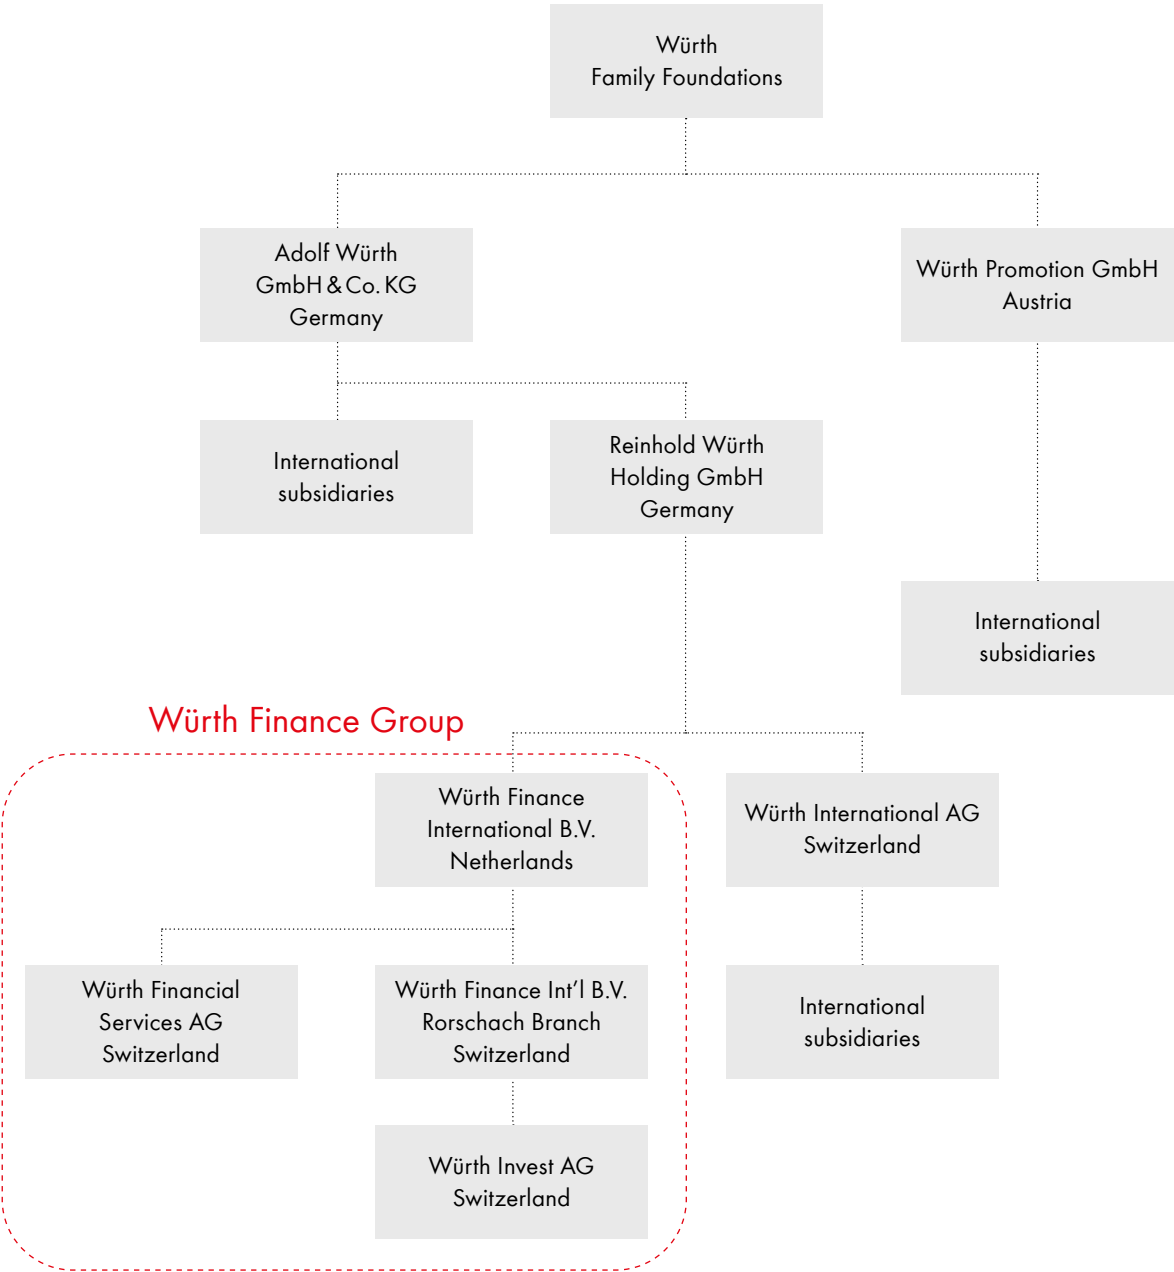 Würth
Family Foundations
Adolf Würth
GmbH & Co. KG
Germany
Würth Promotion GmbH
Austria
International
subsidiaries
Reinhold Würth
Holding GmbH
Germany
International
subsidiaries
Würth Finance Group
Würth Finance
International B.V.
Netherlands
Würth International AG
Switzerland
Würth Financial
Services AG
Switzerland
Würth Finance Int’l B.V.
Rorschach Branch
Switzerland
International
subsidiaries
Würth Invest AG
Switzerland